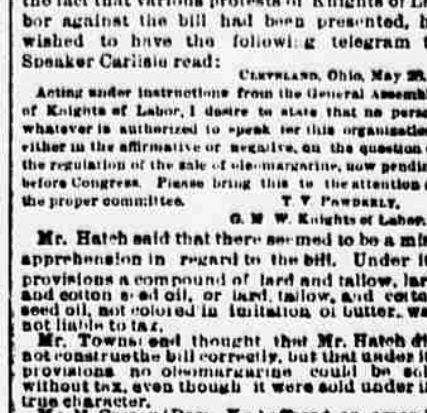 the fact that various protests of Knights of La
bor against the bill had been presented, h
wished to have the following telegram t
Speaker Carlisle read:
CLEVELAND, Ohio, May
Acting under instructions from the General Assembl
of Knights of Labor, I desire to state that no perso
whatever is authorized to speak for this organization
either in the affirmative or negative, on the question o
the regulation of the sale of oleomargarine, now pendin
before Congress. Please bring this to the attention o
the proper committee. T. V. POWDERLY,
G. M W. Knights of Labor.
Mr. Hatch said that there seemed to be a mis
apprehension in regard to the bill. Under it
provisions a compound of lard and tallow, lar
and cotton seed oil, or lard, tallow, and cotto
seed oil, not colored in imitation of butter, wa
not liable to tax.
Mr. Townsend thought that Mr. Hatch di
not construe the bill correctly, but that under it
provisions no oleomargarine could be sol
without tax, even though it were sold under it
true character.